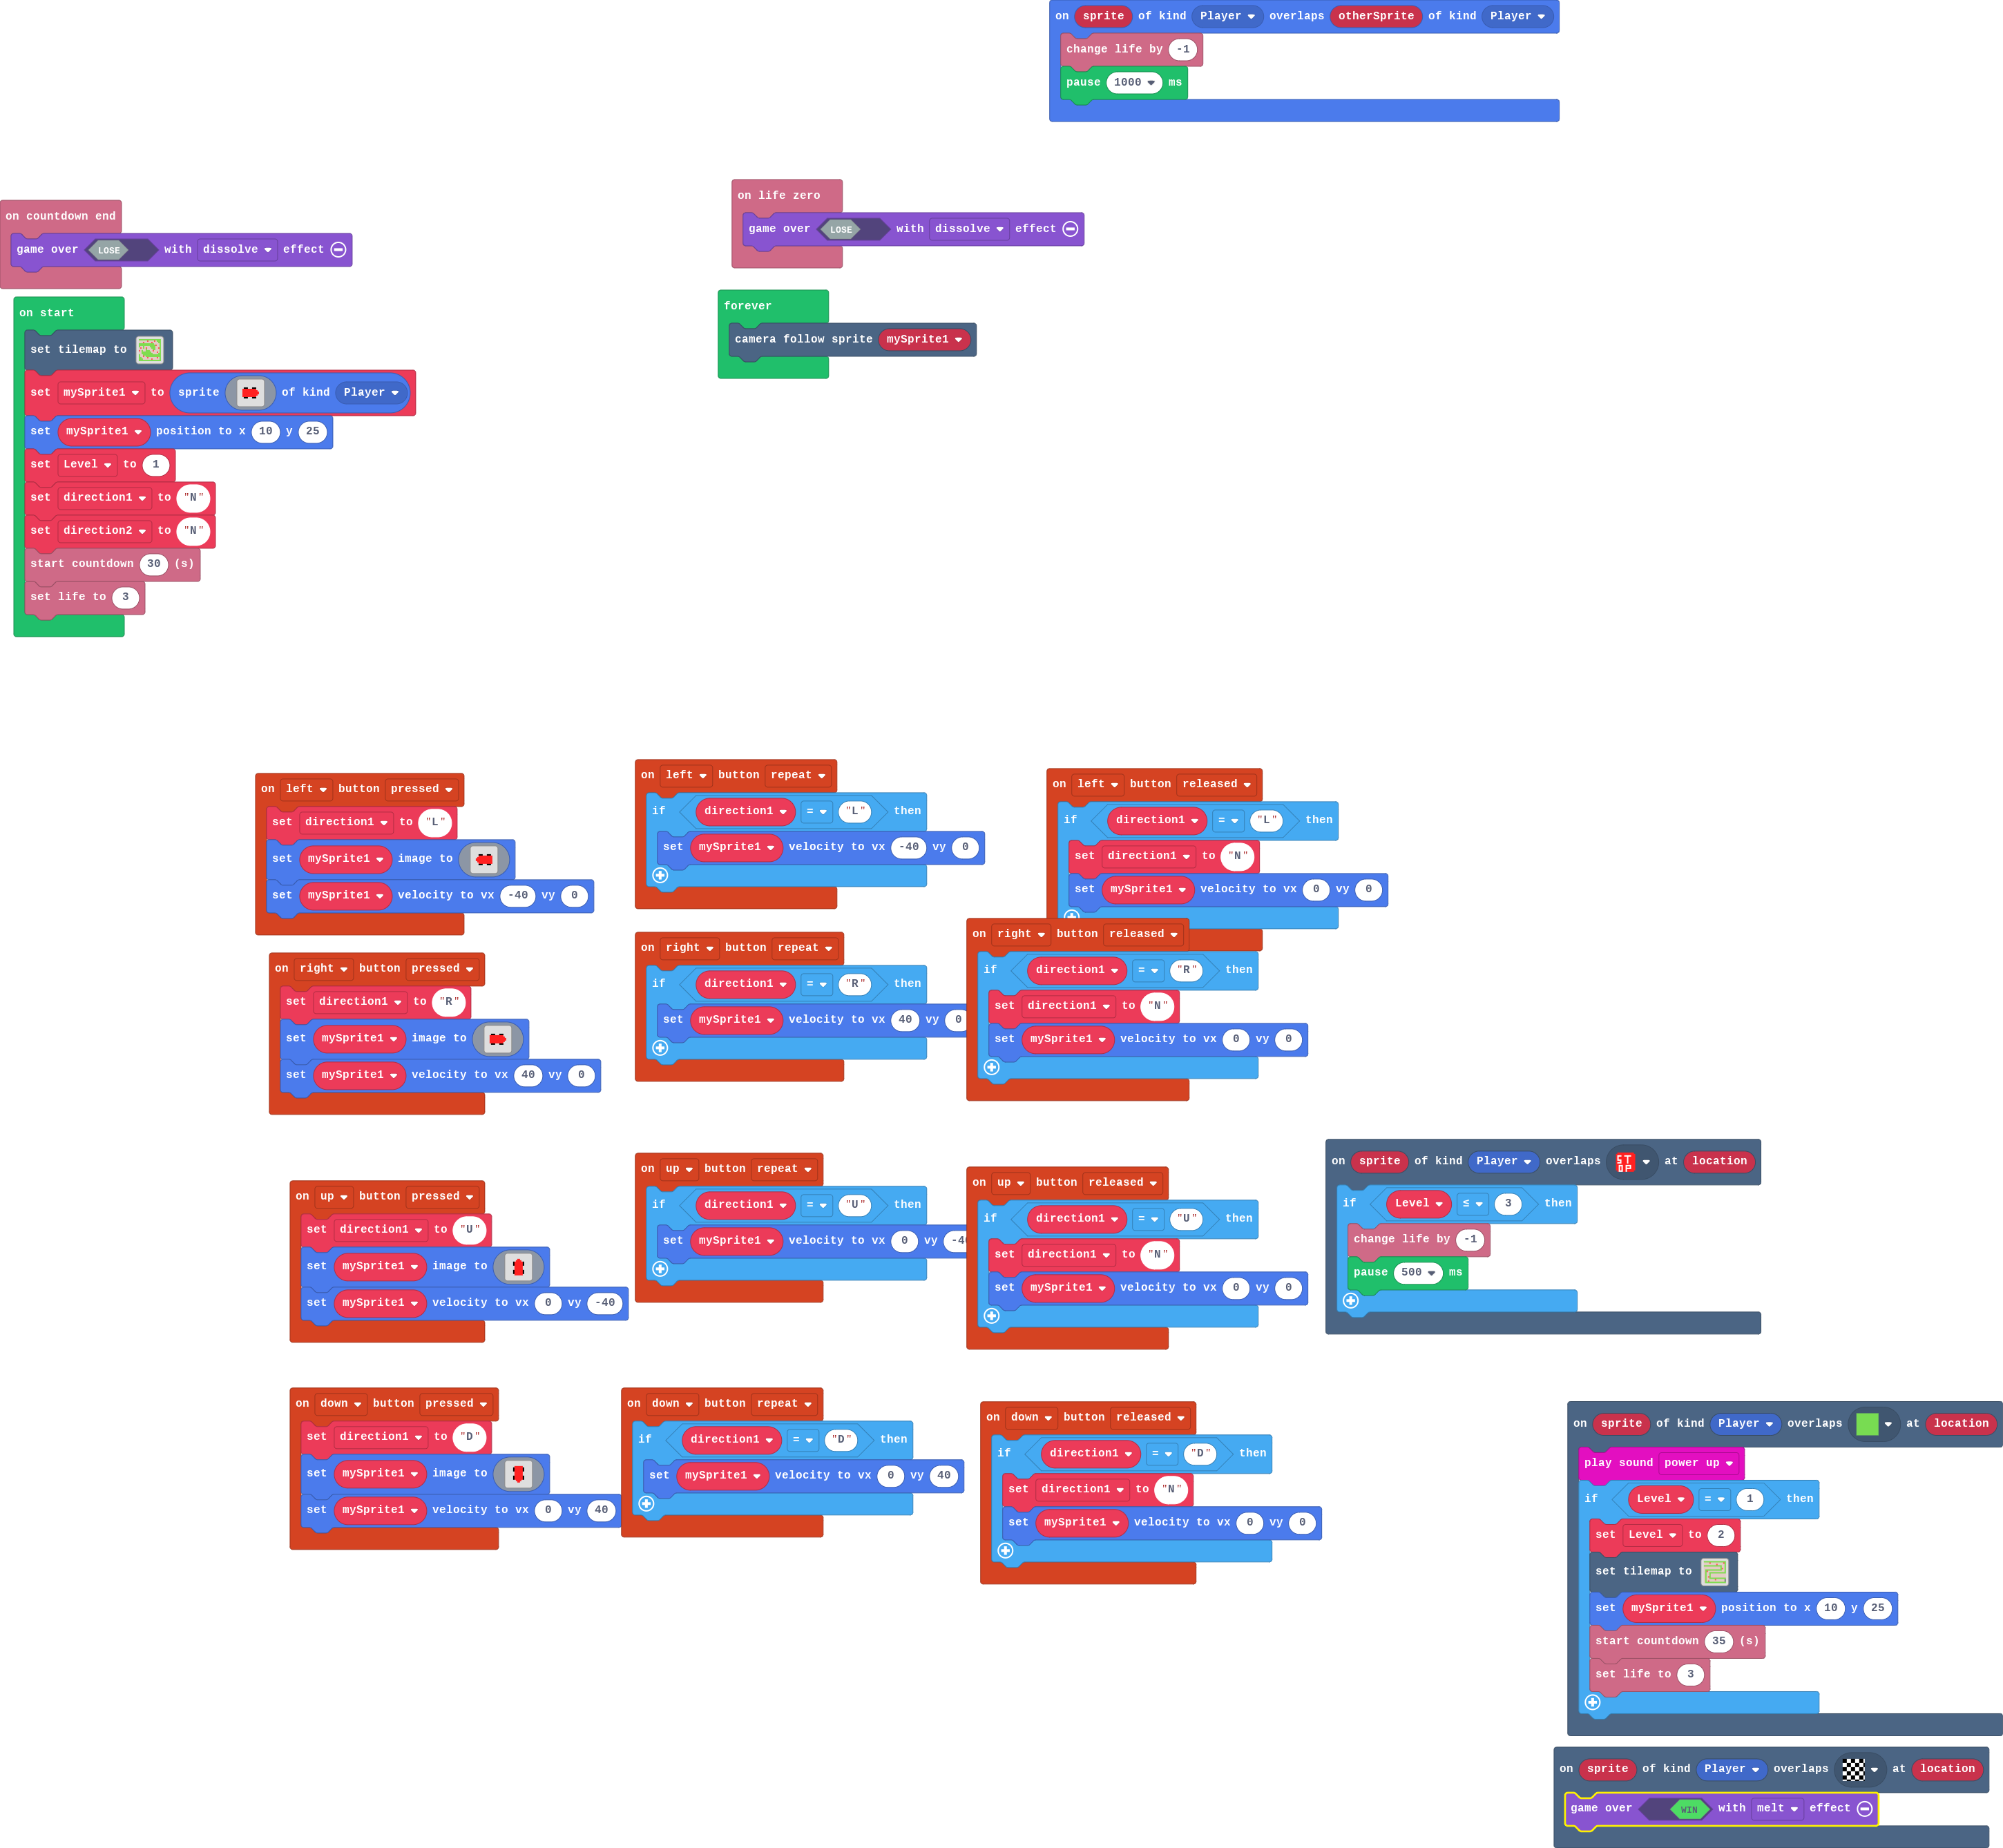 on sprite of kind Player overlaps otherSprite of kind Player
change life by -1
pause 1000 ms
on life zero
game over LOSE with dissolve effect
on countdown end
game over LOSE with dissolve effect
forever
camera follow sprite mySprite1
on start
set tilemap to
set mySprite1 to sprite of kind Player
set mySprite1 position to x 10 y 25
set Level to 1
set direction1 to "N"
set direction2 to "N"
start countdown 30 (s)
set life to 3
on left button pressed
set direction1 to "L"
set mySprite1 image to
set mySprite1 velocity to vx -40 vy 0
on left button repeat
if direction1 = "L" then
set mySprite1 velocity to vx -40 vy 0
on left button released
if direction1 = "L" then
set direction1 to "N"
set mySprite1 velocity to vx 0 vy 0
on right button pressed
set direction1 to "R"
set mySprite1 image to
set mySprite1 velocity to vx 40 vy 0
on right button repeat
if direction1 = "R" then
set mySprite1 velocity to vx 40 vy 0
on right button released
if direction1 = "R" then
set direction1 to "N"
set mySprite1 velocity to vx 0 vy 0
on up button pressed
set direction1 to "U"
set mySprite1 image to
set mySprite1 velocity to vx 0 vy -40
on up button repeat
if direction1 = "U" then
set mySprite1 velocity to vx 0 vy
on up button released
if direction1 = "U" then
set direction1 to "N"
set mySprite1 velocity to vx 0 vy 0
on sprite of kind Player overlaps STOP at location
if Level ≤ 3 then
change life by -1
pause 500 ms
on down button pressed
set direction1 to "D"
set mySprite1 image to
set mySprite1 velocity to vx 0 vy 40
on down button repeat
if direction1 = "D" then
set mySprite1 velocity to vx 0 vy 40
on down button released
if direction1 = "D" then
set direction1 to "N"
set mySprite1 velocity to vx 0 vy 0
on sprite of kind Player overlaps at location
play sound power up
if Level = 1 then
set Level to 2
set tilemap to
set mySprite1 position to x 10 y 25
start countdown 35 (s)
set life to 3
on sprite of kind Player overlaps at location
game over WIN with melt effect